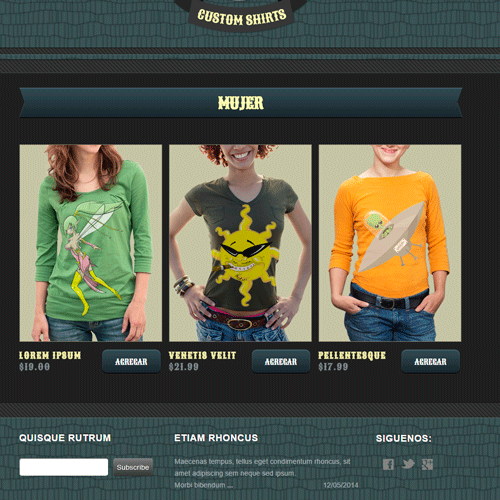 CUSTOM SHIRTS
MUJER
LOREM IPSUM
$19.00
AGREGAR
VENETIS VELIT
$21.99
AGREGAR
PELLENTESQUE
$17.99
AGREGAR
QUISQUE RUTRUM
Subscribe
ETIAM RHONCUS
Maecenas tempus, tellus eget condimentum rhoncus, sit
amet adipiscing sem neque sed ipsum.
Morbi bibendum ... 12/05/2014
SIGUENOS: